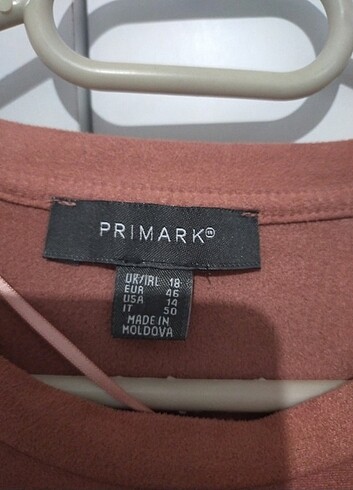 PRIMARK®
UK/IRL 18
EUR 46
USA 14
IT 50
MADE IN
MOLDOVA